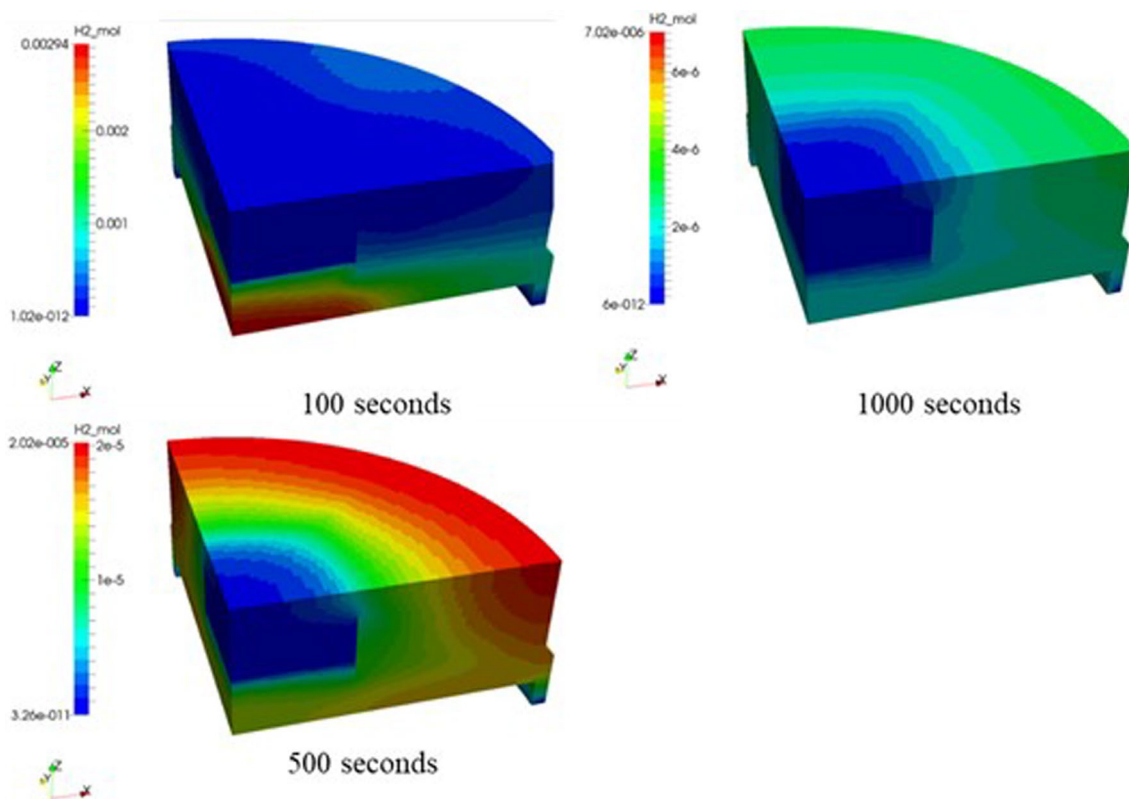 H2_mol
0.00294
0.002
0.001
1.02e-012
Z
Y
X
100 seconds
H2_mol
7.02e-006
6e-6
4e-6
2e-6
6e-012
Z
Y
X
1000 seconds
H2_mol
2.02e-005 2e-5
1e-5
3.26e-011
Z
Y
X
500 seconds